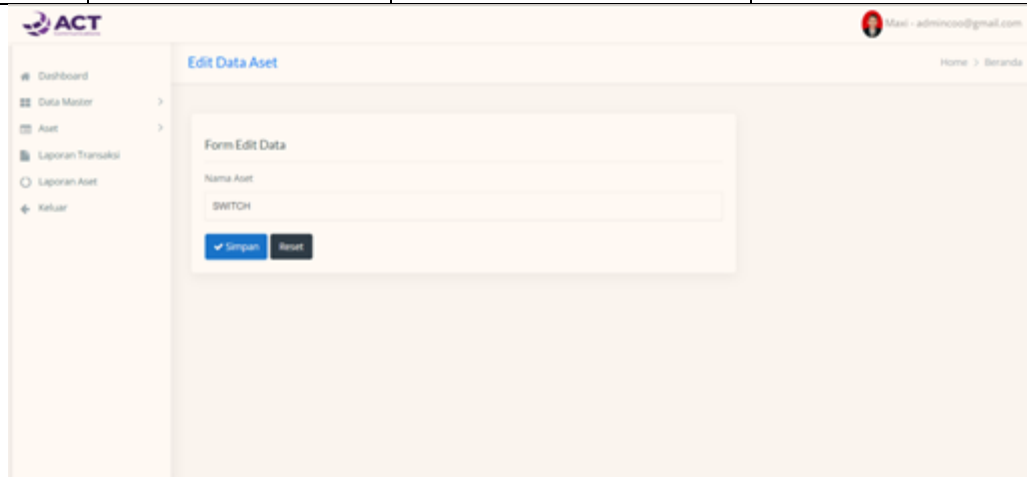 ACT
Communications
Maxi - admincoo@gmail.com
Edit Data Aset
Home > Beranda
Dashboard
Data Master >
Aset >
Laporan Transaksi
Laporan Aset
Keluar
Form Edit Data
Nama Aset
SWITCH
Simpan Reset